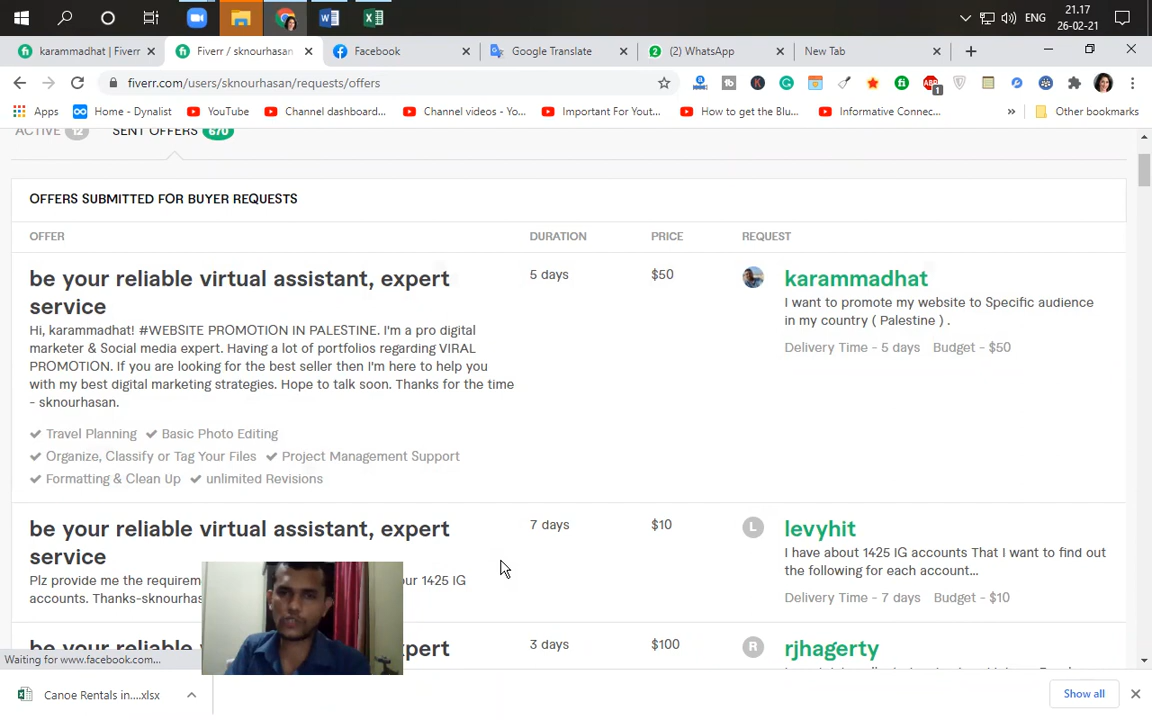 21.17
ENG
26-02-21
karammadhat | Fiverr
Fiverr / sknourhasan
Facebook
Google Translate
2
(2) WhatsApp
New Tab
fiverr.com/users/sknourhasan/requests/offers
1
Apps
Home - Dynalist
YouTube
Channel dashboard...
Channel videos - Yo...
Important For Yout...
How to get the Blu...
Informative Connec...
»
Other bookmarks
ACTIVE 12 SENT OFFERS 670
OFFERS SUBMITTED FOR BUYER REQUESTS
OFFER DURATION PRICE REQUEST
be your reliable virtual assistant, expert
service
5 days
$50
karammadhat
I want to promote my website to Specific audience
in my country ( Palestine ) .
Delivery Time - 5 days Budget - $50
Hi, karammadhat! #WEBSITE PROMOTION IN PALESTINE. I'm a pro digital
marketer & Social media expert. Having a lot of portfolios regarding VIRAL
PROMOTION. If you are looking for the best seller then I'm here to help you
with my best digital marketing strategies. Hope to talk soon. Thanks for the time
- sknourhasan.
Travel Planning Basic Photo Editing
Organize, Classify or Tag Your Files Project Management Support
Formatting & Clean Up unlimited Revisions
be your reliable virtual assistant, expert
service
7 days
$10
L
levyhit
I have about 1425 IG accounts That I want to find out
the following for each account...
Delivery Time - 7 days Budget - $10
Plz provide me the 1425 IG
accounts.
be your reliable
3 days
$100
R
rjhagerty
Waiting for www.facebook.com...
Canoe Rentals in....xlsx
Show all